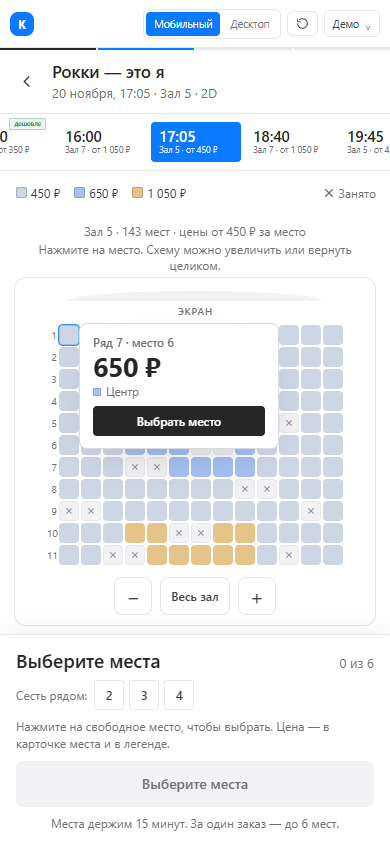 K
Мобильный Десктоп
Демо
Рокки — это я
20 ноября, 17:05 · Зал 5 · 2D
дешевле
0 16:00 17:05 18:40 19:45
от 350 ₽ Зал 7 · от 1 050 ₽ Зал 5 · от 450 ₽ Зал 7 · от 1 050 ₽ Зал 5 · от 4
450 ₽ 650 ₽ 1 050 ₽ × Занято
Зал 5 · 143 мест · цены от 450 ₽ за место
Нажмите на место. Схему можно увеличить или вернуть
целиком.
ЭКРАН
1
2
3
4
5 ×
6
7 × ×
8 × ×
9 × × ×
10 × ×
11 × × ×
Ряд 7 · место 6
650 ₽
Центр
Выбрать место
− Весь зал +
Выберите места 0 из 6
Сесть рядом: 2 3 4
Нажмите на свободное место, чтобы выбрать. Цена — в
карточке места и в легенде.
Выберите места
Места держим 15 минут. За один заказ — до 6 мест.